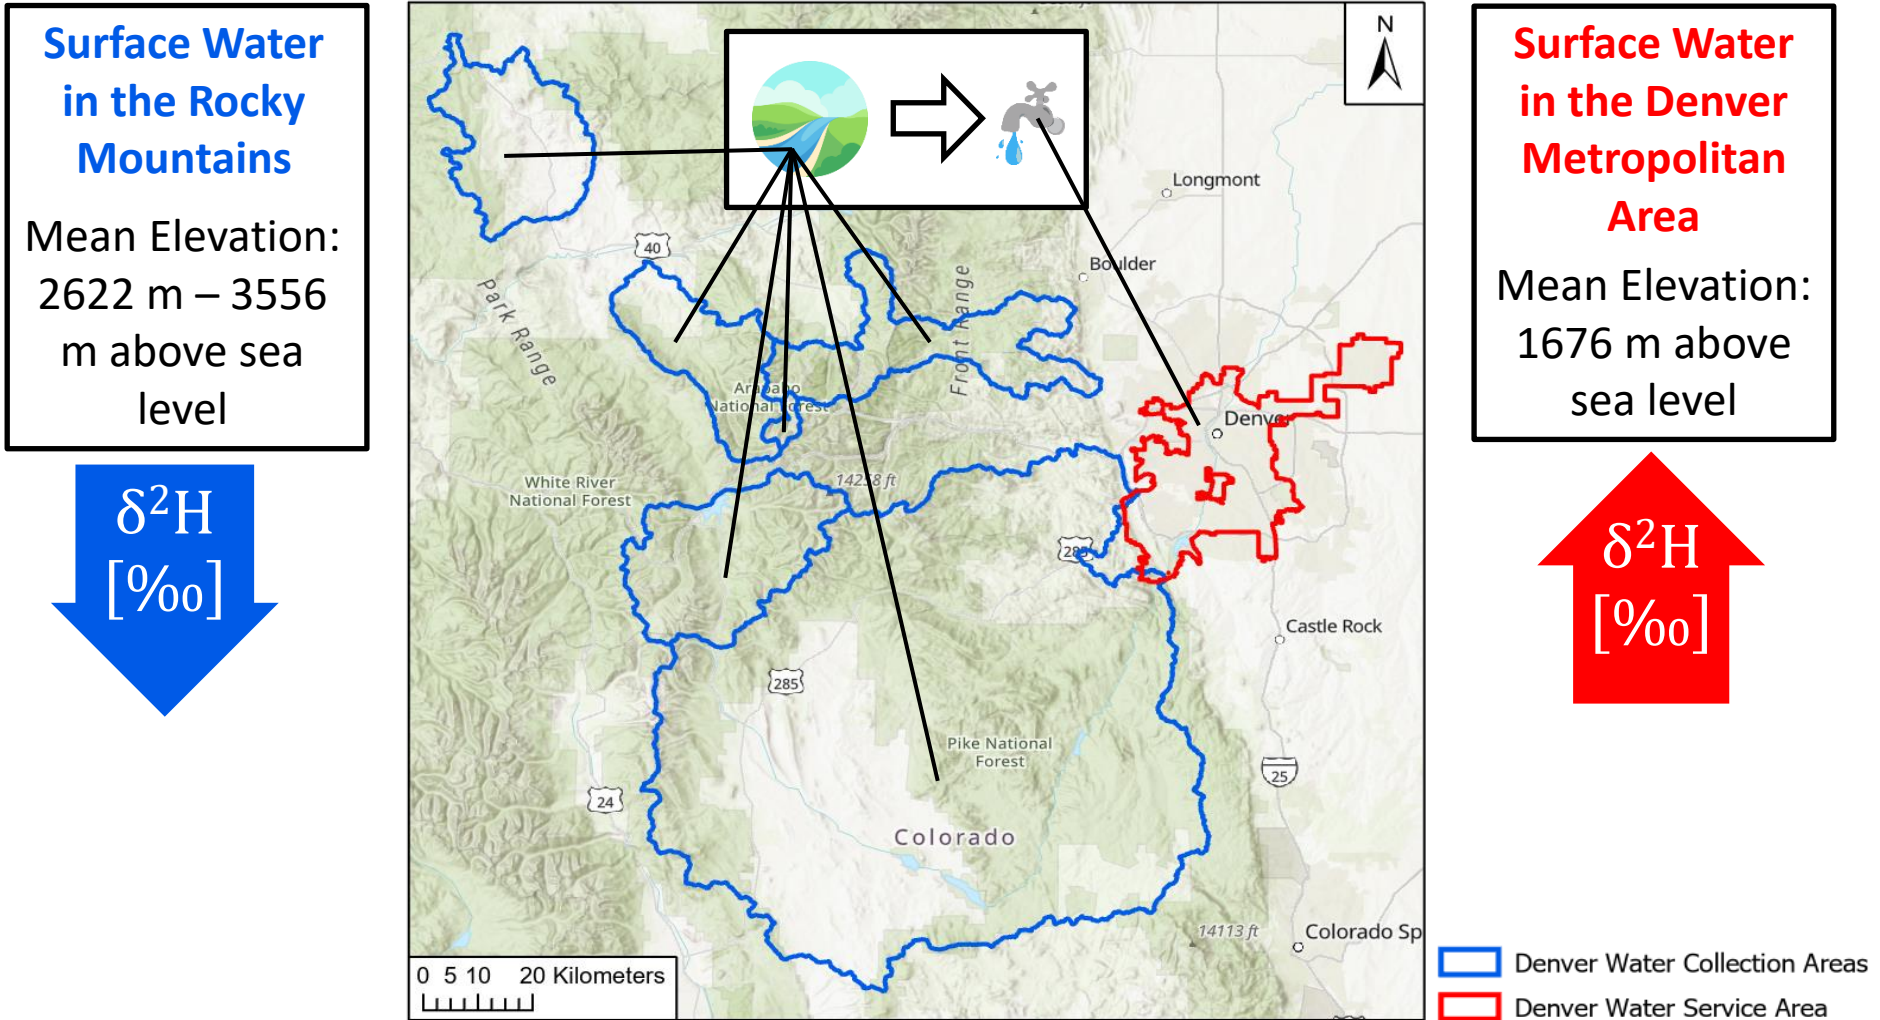 Surface Water
in the Rocky
Mountains
Mean Elevation:
2622 m – 3556
m above sea
level
δ²H
[‰]
N
Longmont
40
Boulder
Park Range
Front Range
Arapaho
National Forest
Denver
White River
National Forest
14258 ft
285
Castle Rock
285
Pike National
Forest
25
24
Colorado
14113 ft
Colorado Sp
0 5 10 20 Kilometers
Surface Water
in the Denver
Metropolitan
Area
Mean Elevation:
1676 m above
sea level
δ²H
[‰]
Denver Water Collection Areas
Denver Water Service Area